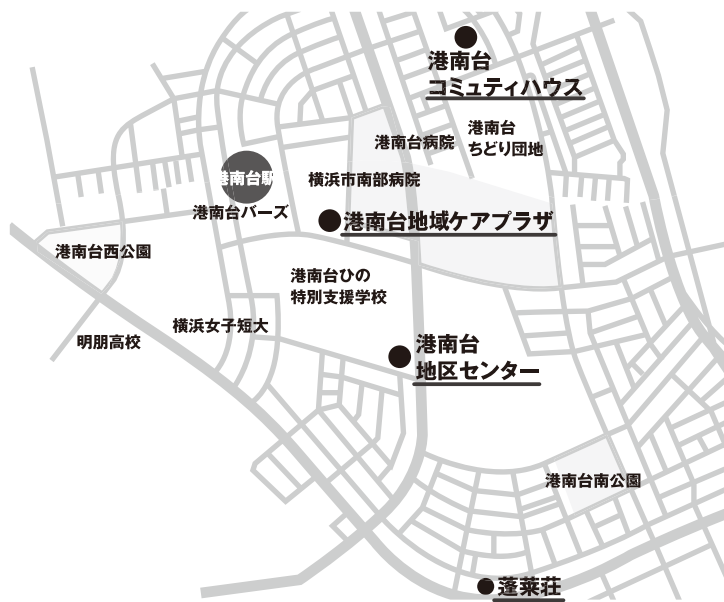 港南台
コミュティハウス
港南台病院
港南台
ちどり団地
港南台駅
横浜市南部病院
港南台バーズ
港南台地域ケアプラザ
港南台西公園
港南台ひの
特別支援学校
横浜女子短大
明朋高校
港南台
地区センター
港南台南公園
蓬莱荘